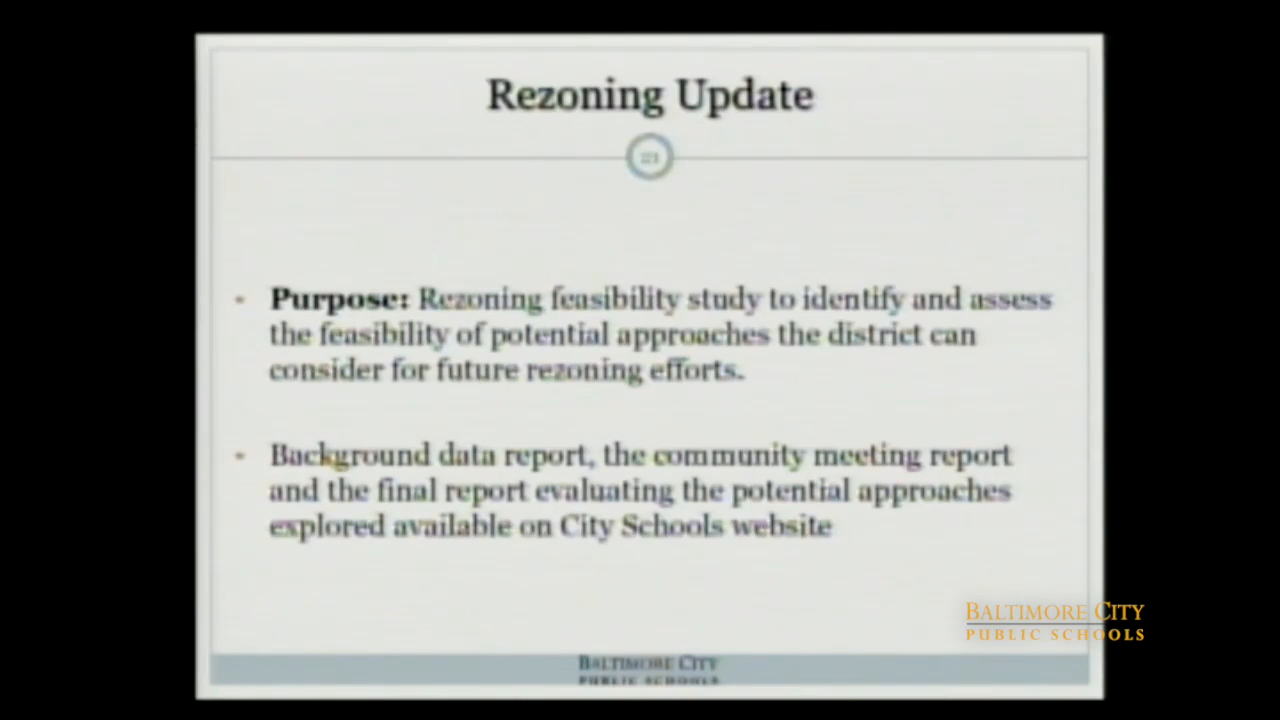 Rezoning Update
Purpose: Rezoning feasibility study to identify and assess
the feasibility of potential approaches the district can
consider for future rezoning efforts.
Background data report, the community meeting report
and the final report evaluating the potential approaches
explored available on City Schools website
BALTIMORE CITY
PUBLIC SCHOOLS
BALTIMORE CITY
PUBLIC SCHOOLS